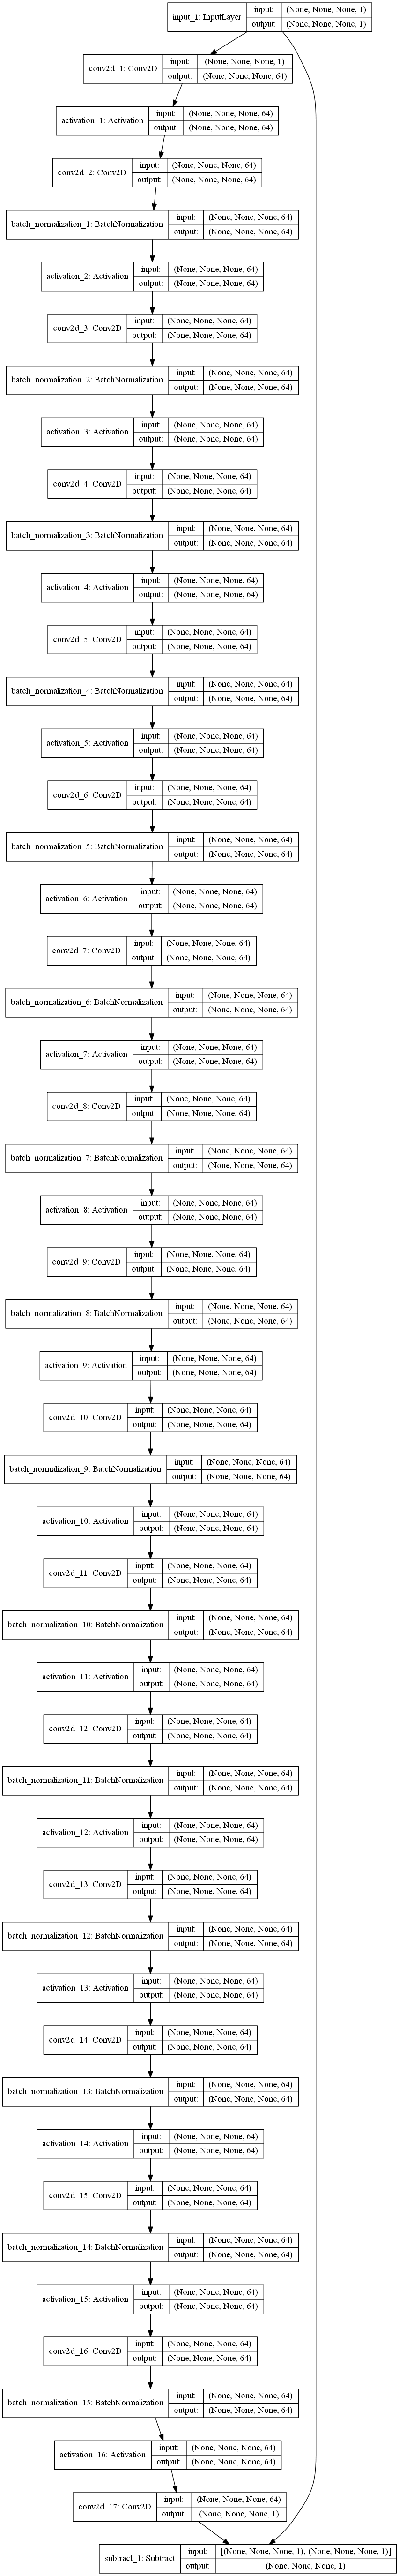 input_1: InputLayer input: (None, None, None, 1)
output: (None, None, None, 1)
conv2d_1: Conv2D input: (None, None, None, 1)
output: (None, None, None, 64)
activation_1: Activation input: (None, None, None, 64)
output: (None, None, None, 64)
conv2d_2: Conv2D input: (None, None, None, 64)
output: (None, None, None, 64)
batch_normalization_1: BatchNormalization input: (None, None, None, 64)
output: (None, None, None, 64)
activation_2: Activation input: (None, None, None, 64)
output: (None, None, None, 64)
conv2d_3: Conv2D input: (None, None, None, 64)
output: (None, None, None, 64)
batch_normalization_2: BatchNormalization input: (None, None, None, 64)
output: (None, None, None, 64)
activation_3: Activation input: (None, None, None, 64)
output: (None, None, None, 64)
conv2d_4: Conv2D input: (None, None, None, 64)
output: (None, None, None, 64)
batch_normalization_3: BatchNormalization input: (None, None, None, 64)
output: (None, None, None, 64)
activation_4: Activation input: (None, None, None, 64)
output: (None, None, None, 64)
conv2d_5: Conv2D input: (None, None, None, 64)
output: (None, None, None, 64)
batch_normalization_4: BatchNormalization input: (None, None, None, 64)
output: (None, None, None, 64)
activation_5: Activation input: (None, None, None, 64)
output: (None, None, None, 64)
conv2d_6: Conv2D input: (None, None, None, 64)
output: (None, None, None, 64)
batch_normalization_5: BatchNormalization input: (None, None, None, 64)
output: (None, None, None, 64)
activation_6: Activation input: (None, None, None, 64)
output: (None, None, None, 64)
conv2d_7: Conv2D input: (None, None, None, 64)
output: (None, None, None, 64)
batch_normalization_6: BatchNormalization input: (None, None, None, 64)
output: (None, None, None, 64)
activation_7: Activation input: (None, None, None, 64)
output: (None, None, None, 64)
conv2d_8: Conv2D input: (None, None, None, 64)
output: (None, None, None, 64)
batch_normalization_7: BatchNormalization input: (None, None, None, 64)
output: (None, None, None, 64)
activation_8: Activation input: (None, None, None, 64)
output: (None, None, None, 64)
conv2d_9: Conv2D input: (None, None, None, 64)
output: (None, None, None, 64)
batch_normalization_8: BatchNormalization input: (None, None, None, 64)
output: (None, None, None, 64)
activation_9: Activation input: (None, None, None, 64)
output: (None, None, None, 64)
conv2d_10: Conv2D input: (None, None, None, 64)
output: (None, None, None, 64)
batch_normalization_9: BatchNormalization input: (None, None, None, 64)
output: (None, None, None, 64)
activation_10: Activation input: (None, None, None, 64)
output: (None, None, None, 64)
conv2d_11: Conv2D input: (None, None, None, 64)
output: (None, None, None, 64)
batch_normalization_10: BatchNormalization input: (None, None, None, 64)
output: (None, None, None, 64)
activation_11: Activation input: (None, None, None, 64)
output: (None, None, None, 64)
conv2d_12: Conv2D input: (None, None, None, 64)
output: (None, None, None, 64)
batch_normalization_11: BatchNormalization input: (None, None, None, 64)
output: (None, None, None, 64)
activation_12: Activation input: (None, None, None, 64)
output: (None, None, None, 64)
conv2d_13: Conv2D input: (None, None, None, 64)
output: (None, None, None, 64)
batch_normalization_12: BatchNormalization input: (None, None, None, 64)
output: (None, None, None, 64)
activation_13: Activation input: (None, None, None, 64)
output: (None, None, None, 64)
conv2d_14: Conv2D input: (None, None, None, 64)
output: (None, None, None, 64)
batch_normalization_13: BatchNormalization input: (None, None, None, 64)
output: (None, None, None, 64)
activation_14: Activation input: (None, None, None, 64)
output: (None, None, None, 64)
conv2d_15: Conv2D input: (None, None, None, 64)
output: (None, None, None, 64)
batch_normalization_14: BatchNormalization input: (None, None, None, 64)
output: (None, None, None, 64)
activation_15: Activation input: (None, None, None, 64)
output: (None, None, None, 64)
conv2d_16: Conv2D input: (None, None, None, 64)
output: (None, None, None, 64)
batch_normalization_15: BatchNormalization input: (None, None, None, 64)
output: (None, None, None, 64)
activation_16: Activation input: (None, None, None, 64)
output: (None, None, None, 64)
conv2d_17: Conv2D input: (None, None, None, 64)
output: (None, None, None, 1)
subtract_1: Subtract input: [(None, None, None, 1), (None, None, None, 1)]
output: (None, None, None, 1)